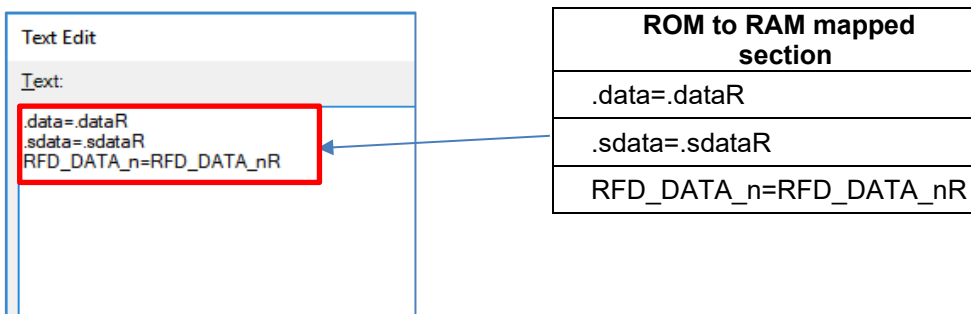 Text Edit
Text:
.data=.dataR
.sdata=.sdataR
RFD_DATA_n=RFD_DATA_nR
ROM to RAM mapped
section
.data=.dataR
.sdata=.sdataR
RFD_DATA_n=RFD_DATA_nR